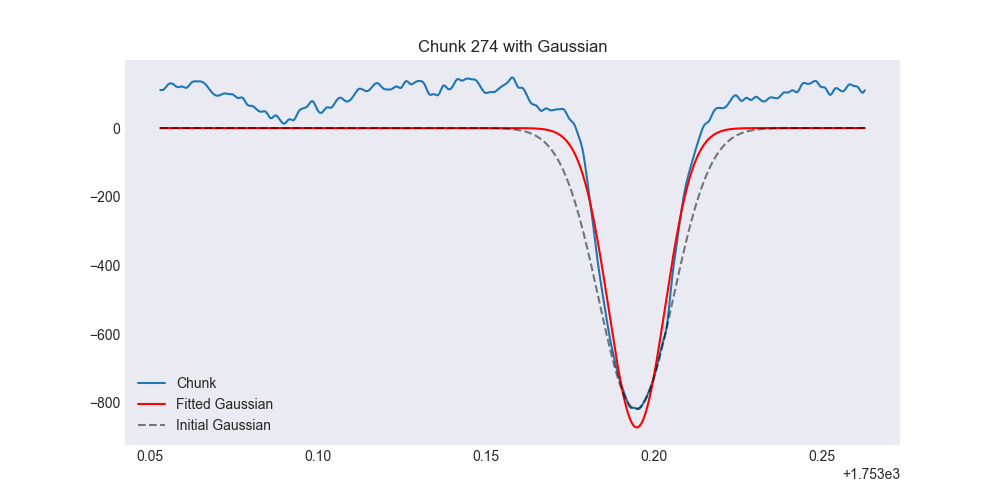 Chunk 274 with Gaussian
0
−200
−400
−600
−800
Chunk
Fitted Gaussian
Initial Gaussian
0.05 0.10 0.15 0.20 0.25
+1.753e3